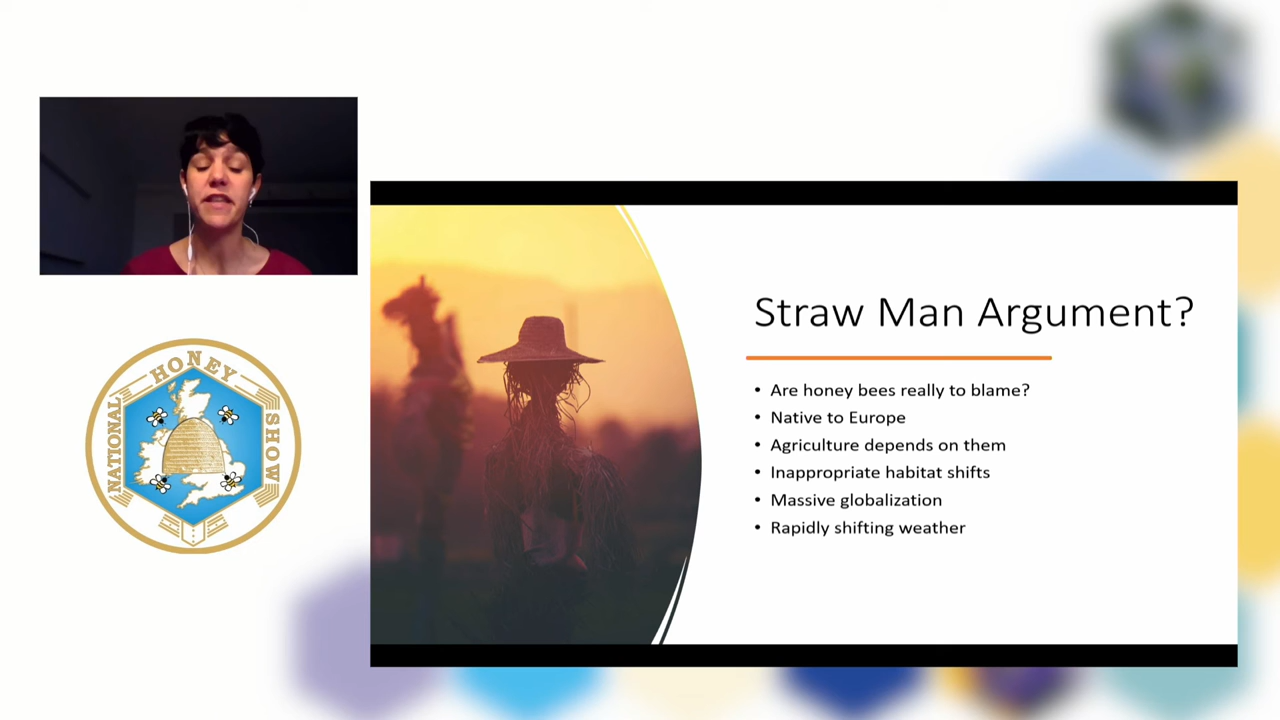 NATIONAL HONEY SHOW
Straw Man Argument?
• Are honey bees really to blame?
• Native to Europe
• Agriculture depends on them
• Inappropriate habitat shifts
• Massive globalization
• Rapidly shifting weather